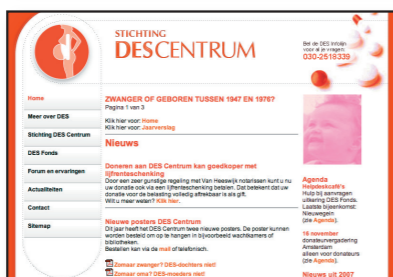 STICHTING
DESCENTRUM
Bel de DES Infolijn
voor al je vragen:
030-2518339
Home
Meer over DES
Stichting DES Centrum
DES Fonds
Forum en ervaringen
Actualiteiten
Contact
Sitemap
ZWANGER OF GEBOREN TUSSEN 1947 EN 1976?
Pagina 1 van 3
Klik hier voor: Home
Klik hier voor: Jaarverslag
Nieuws
Doneren aan DES Centrum kan goedkoper met
lijfrenteschenking
Door een zeer gunstige regeling met Van Heeswijk notarissen kunt u nu
uw donatie ook via een lijfrenteschenking betalen. Dat betekent dat uw
donatie voor de belasting volledig aftrekbaar is als gift.
Wilt u meer weten? Klik hier.
Nieuwe posters DES Centrum
Dit jaar heeft het DES Centrum twee nieuwe posters. De poster kunnen
worden besteld om op te hangen in bijvoorbeeld wachtkamers of
bibliotheken.
Bestellen kan via de mail of telefonisch.
Zomaar zwanger? DES-dochters niet!
Zomaar oma? DES-moeders niet!
Agenda
Helpdeskcafé's
Hulp bij aanvragen
uitkering DES Fonds.
Laatste bijeenkomst:
Nieuwegein
(zie Agenda).
16 november
donateurvergadering
Amsterdam
alleen voor donateurs
(zie Agenda).
Nieuws uit 2007